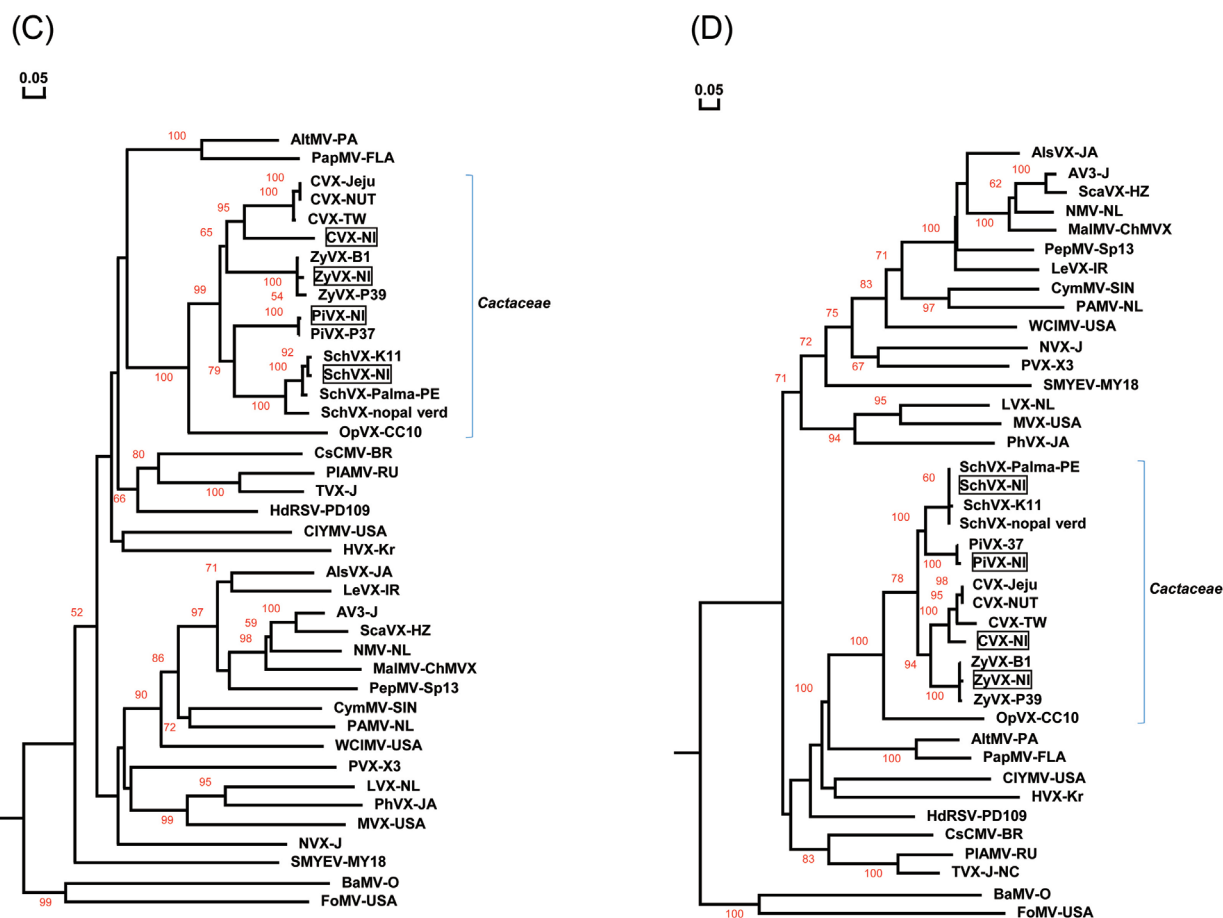 (C)
0.05
100
AltMV-PA
PapMV-FLA
100
CVX-Jeju
100
CVX-NUT
95
CVX-TW
65
CVX-NI
ZyVX-B1
100
ZyVX-NI
54
ZyVX-P39
99
100
PiVX-NI
PiVX-P37
92
SchVX-K11
100
79
SchVX-NI
100
SchVX-Palma-PE
100
SchVX-nopal verd
OpVX-CC10
Cactaceae
80
CsCMV-BR
PlAMV-RU
100
TVX-J
66
HdRSV-PD109
ClYMV-USA
HVX-Kr
71
AlsVX-JA
LeVX-IR
52
97
100
AV3-J
59
ScaVX-HZ
98
NMV-NL
86
MalMV-ChMVX
PepMV-Sp13
90
CymMV-SIN
72
PAMV-NL
WClMV-USA
PVX-X3
95
LVX-NL
PhVX-JA
99
MVX-USA
NVX-J
SMYEV-MY18
BaMV-O
99
FoMV-USA
(D)
0.05
AlsVX-JA
100
AV3-J
62
ScaVX-HZ
NMV-NL
100
MalMV-ChMVX
100
PepMV-Sp13
71
LeVX-IR
83
CymMV-SIN
97
PAMV-NL
75
WClMV-USA
72
NVX-J
67
PVX-X3
71
SMYEV-MY18
95
LVX-NL
MVX-USA
94
PhVX-JA
SchVX-Palma-PE
60
SchVX-NI
SchVX-K11
100
SchVX-nopal verd
PiVX-37
100
PiVX-NI
78
98
CVX-Jeju
95
CVX-NUT
100
CVX-TW
CVX-NI
100
94
ZyVX-B1
ZyVX-NI
100
ZyVX-P39
100
OpVX-CC10
Cactaceae
AltMV-PA
100
PapMV-FLA
ClYMV-USA
HVX-Kr
HdRSV-PD109
CsCMV-BR
83
PlAMV-RU
100
TVX-J-NC
BaMV-O
100
FoMV-USA